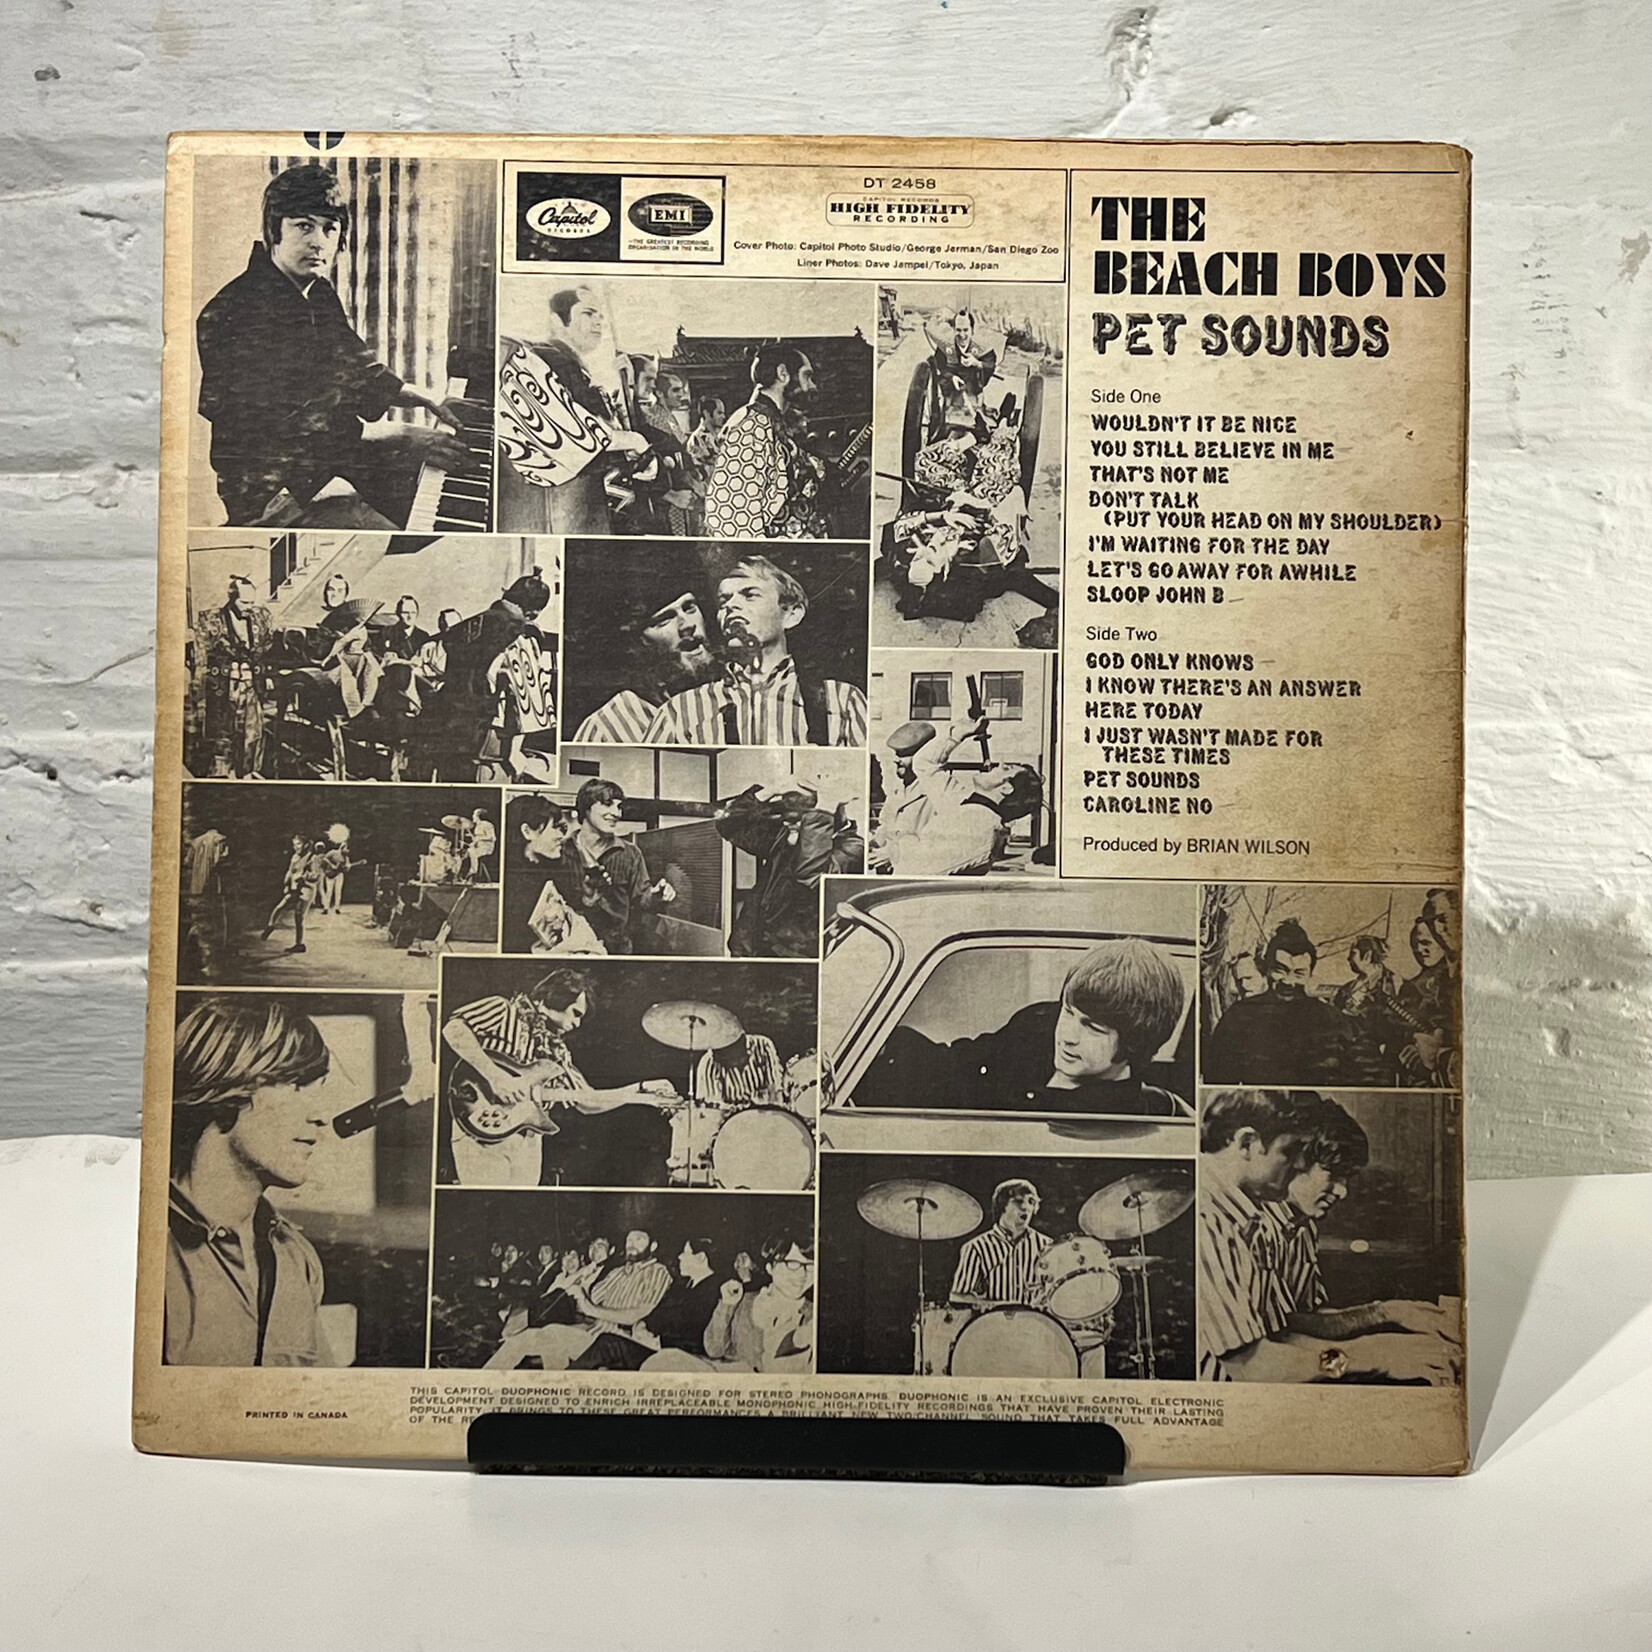 Capitol
RECORDS
EMI
THE GREATEST RECORDING
ORGANISATION IN THE WORLD
DT 2458
CAPITOL RECORDS
HIGH FIDELITY
RECORDING
Cover Photo: Capitol Photo Studio/George Jerman/San Diego Zoo
Liner Photos: Dave Jampel/Tokyo, Japan
THE
BEACH BOYS
PET SOUNDS
Side One
WOULDN'T IT BE NICE
YOU STILL BELIEVE IN ME
THAT'S NOT ME
DON'T TALK
(PUT YOUR HEAD ON MY SHOULDER)
I'M WAITING FOR THE DAY
LET'S GO AWAY FOR AWHILE
SLOOP JOHN B
Side Two
GOD ONLY KNOWS
I KNOW THERE'S AN ANSWER
HERE TODAY
I JUST WASN'T MADE FOR
THESE TIMES
PET SOUNDS
CAROLINE NO
Produced by BRIAN WILSON
PRINTED IN CANADA
THIS CAPITOL DUOPHONIC RECORD IS DESIGNED FOR STEREO PHONOGRAPHS. DUOPHONIC IS AN EXCLUSIVE CAPITOL ELECTRONIC
DEVELOPMENT DESIGNED TO ENRICH IRREPLACEABLE MONOPHONIC HIGH-FIDELITY RECORDINGS THAT HAVE PROVEN THEIR LASTING
POPULARITY. IT BRINGS TO THESE GREAT PERFORMANCES A BRILLIANT NEW TWO-CHANNEL SOUND THAT TAKES FULL ADVANTAGE
OF THE